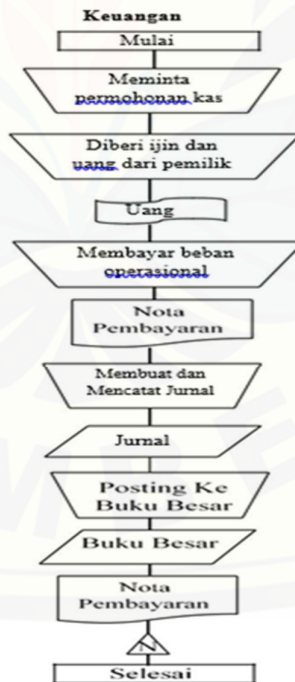 Keuangan
Mulai
Meminta
permohonan kas
Diberi ijin dan
uang dari pemilik
Uang
Membayar beban
operasional
Nota
Pembayaran
Membuat dan
Mencatat Jurnal
Jurnal
Posting Ke
Buku Besar
Buku Besar
Nota
Pembayaran
N
Selesai